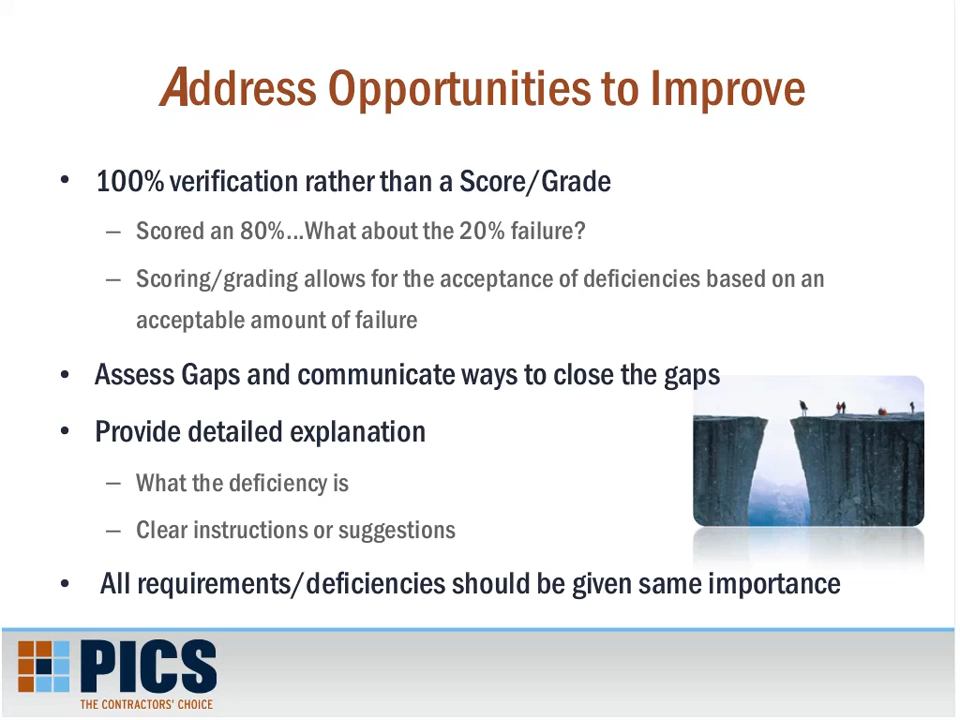 Address Opportunities to Improve
• 100% verification rather than a Score/Grade
– Scored an 80%...What about the 20% failure?
– Scoring/grading allows for the acceptance of deficiencies based on an
acceptable amount of failure
• Assess Gaps and communicate ways to close the gaps
• Provide detailed explanation
– What the deficiency is
– Clear instructions or suggestions
• All requirements/deficiencies should be given same importance
PICS
THE CONTRACTORS' CHOICE